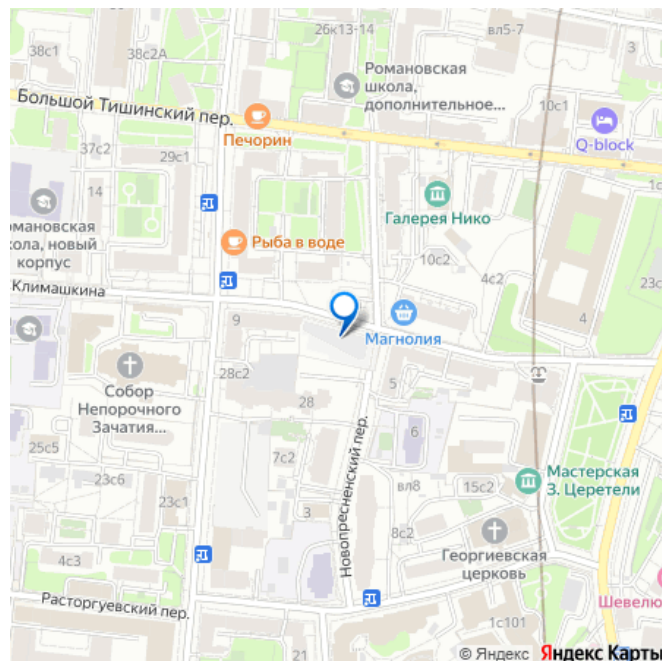 38с1
38с2А
26к13-14
вл5-7
3
Романовская
школа,
дополнительное...
10с1
Большой Тишинский пер.
Печорин
Q-block
37с2
29с1
14
Галерея Нико
Романовская
школа, новый
корпус
Рыба в воде
10с2
4с2
23с
Климашкина
9
Магнолия
4
Собор
Непорочного
Зачатия...
28с2
5
28
25с5
7с2
6
Новопресненский пер.
23с6
вл8
15с2
Мастерская
З. Церетели
23с1
3
8с2
4с3
Георгиевская
церковь
Расторгуевский пер.
Шевелю
1с101
21
20
© Яндекс Яндекс Карты